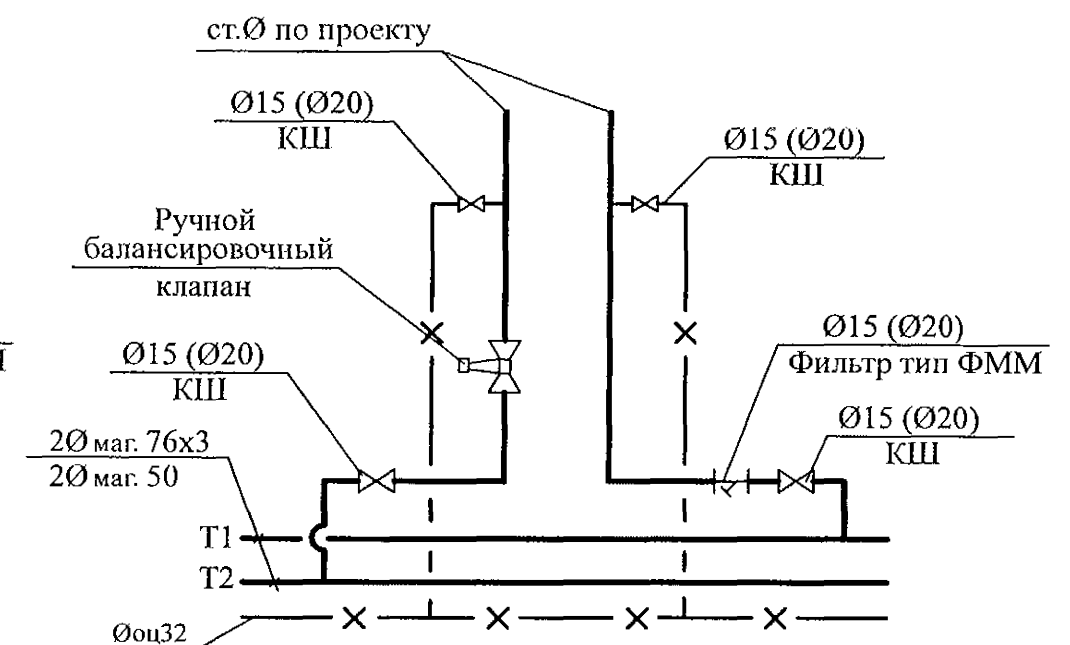 ст.Ø по проекту
Ø15 (Ø20)
КШ
Ø15 (Ø20)
КШ
Ручной
балансировочный
клапан
Ø15 (Ø20)
Фильтр тип ФММ
Ø15 (Ø20)
КШ
Ø15 (Ø20)
КШ
2Ø маг. 76х3
2Ø маг. 50
Т1
Т2
Øоц32